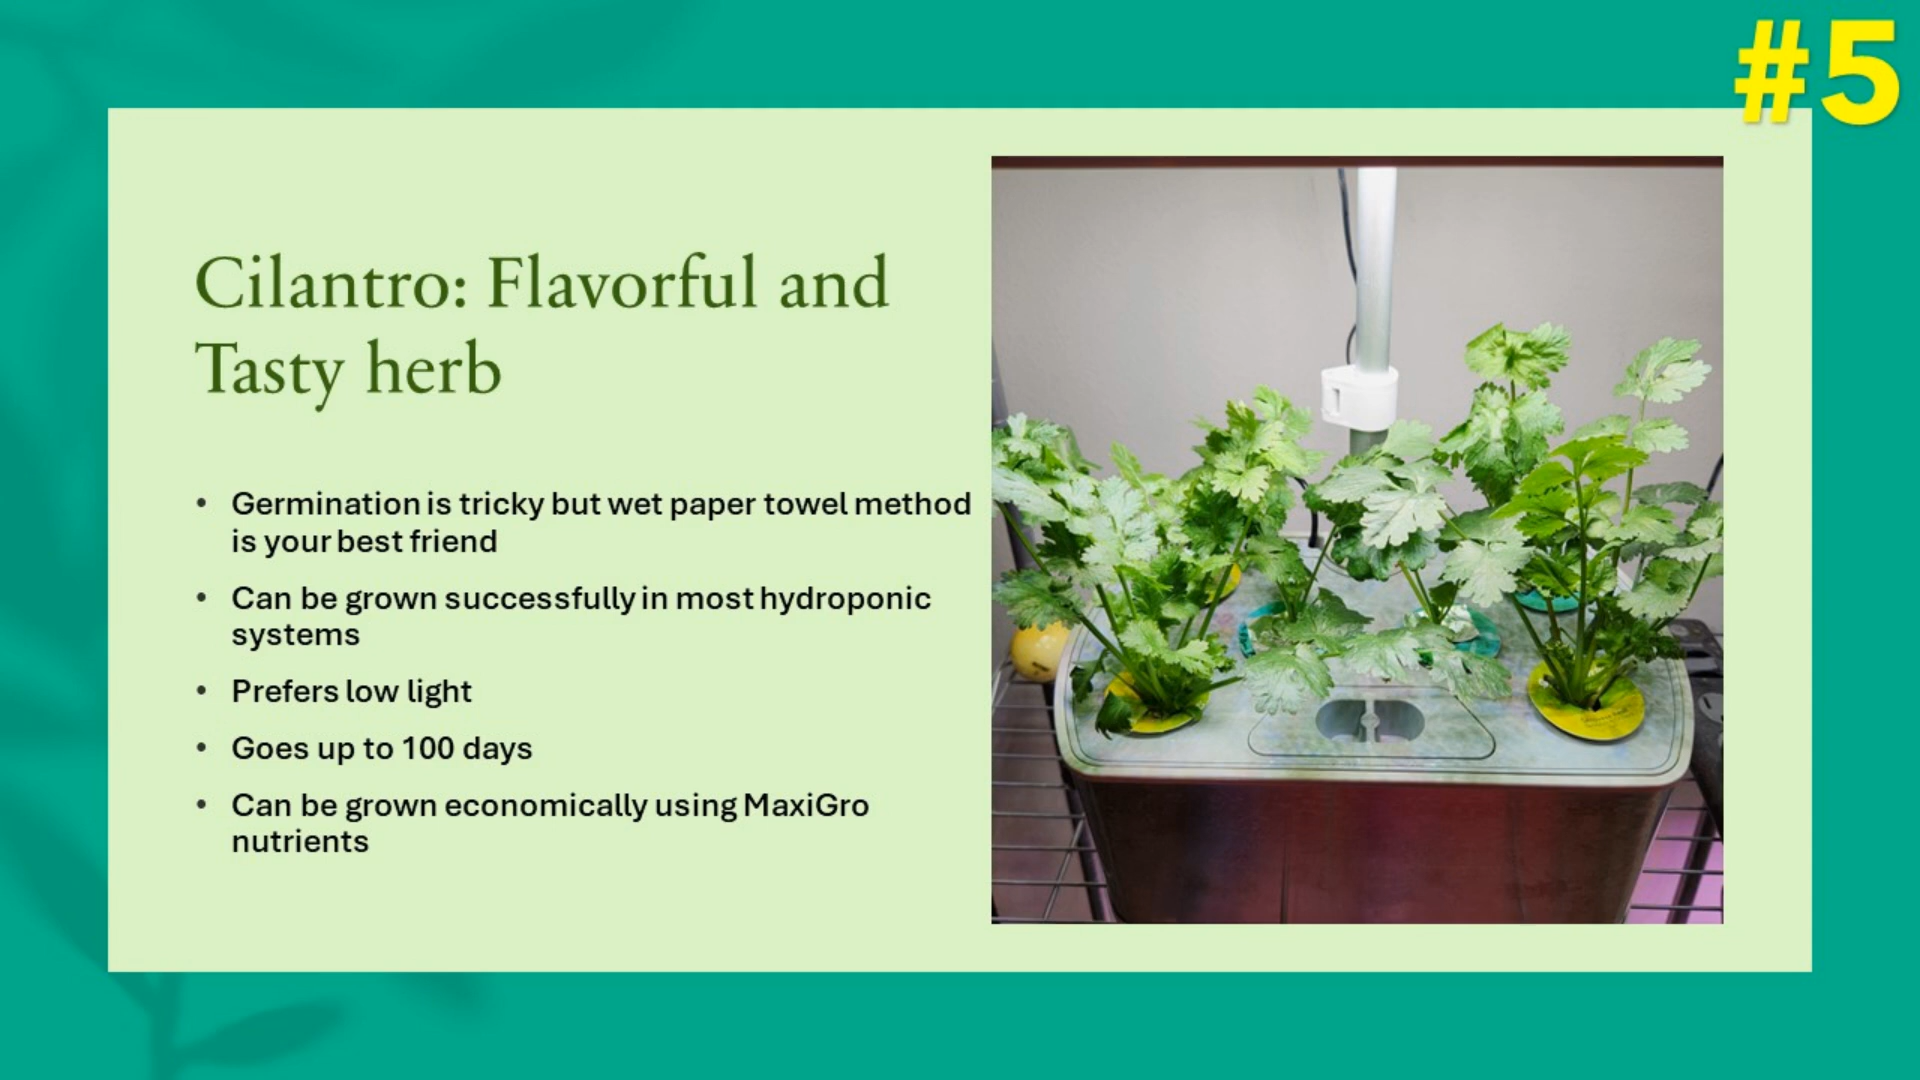 #5
Cilantro: Flavorful and
Tasty herb
• Germination is tricky but wet paper towel method
is your best friend
• Can be grown successfully in most hydroponic
systems
• Prefers low light
• Goes up to 100 days
• Can be grown economically using MaxiGro
nutrients